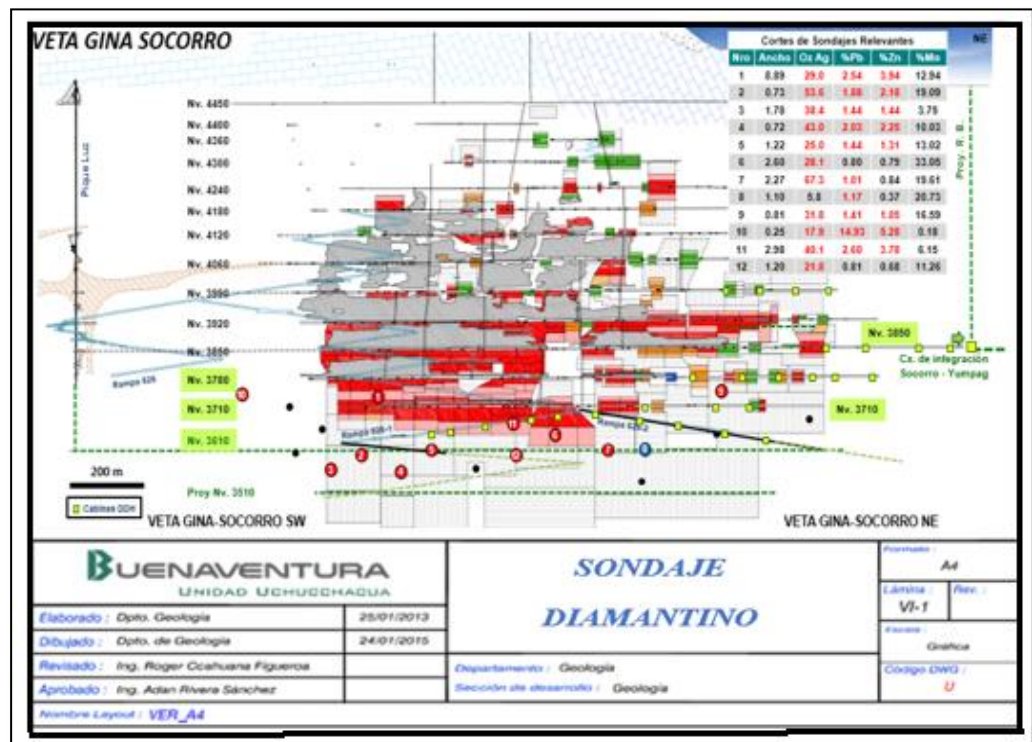 VETA GINA SOCORRO
NE
Cortes de Sondajes Relevantes
Nro Ancho Oz Ag %Pb %Zn %Mn
1 8.89 29.0 2.54 3.94 12.94
2 0.73 53.6 1.88 2.18 19.09
3 1.78 38.4 1.44 1.44 3.75
4 0.72 43.0 2.03 2.25 10.03
5 1.22 25.0 1.44 1.31 13.02
6 2.60 28.1 0.80 0.79 33.05
7 2.27 67.3 1.01 0.84 19.61
8 1.10 5.8 1.17 0.37 20.73
9 0.81 31.8 1.41 1.05 16.59
10 0.25 17.9 14.93 5.28 0.18
11 2.98 40.1 2.60 3.78 6.15
12 1.20 21.8 0.81 0.68 11.26
Pique Luz
Proy. R. B.
Nv. 4450
Nv. 4400
Nv. 4360
Nv. 4300
Nv. 4240
Nv. 4180
Nv. 4120
Nv. 4060
Nv. 3990
Nv. 3920
Nv. 3850
Nv. 3850
Cx. de integración
Socorro - Yumpag
Rampa 626
Nv. 3780
Nv. 3710
Nv. 3710
Nv. 3610
Rampa 626-1
200 m
Proy Nv. 3510
Cabinas DDH
VETA GINA-SOCORRO SW
VETA GINA-SOCORRO NE
BUENAVENTURA
UNIDAD UCHUCCHACUA
SONDAJE
DIAMANTINO
Formato :
A4
Lámina :
VI-1
Rev. :
Escala :
Gráfica
Código DWG :
U
Elaborado : Dpto. Geología 25/01/2013
Dibujado : Dpto. de Geología 24/01/2015
Revisado : Ing. Roger Ccahuana Figueroa
Aprobado : Ing. Adan Rivera Sánchez
Departamento : Geología
Sección de desarrollo : Geología
Nombre Layout : VER_A4